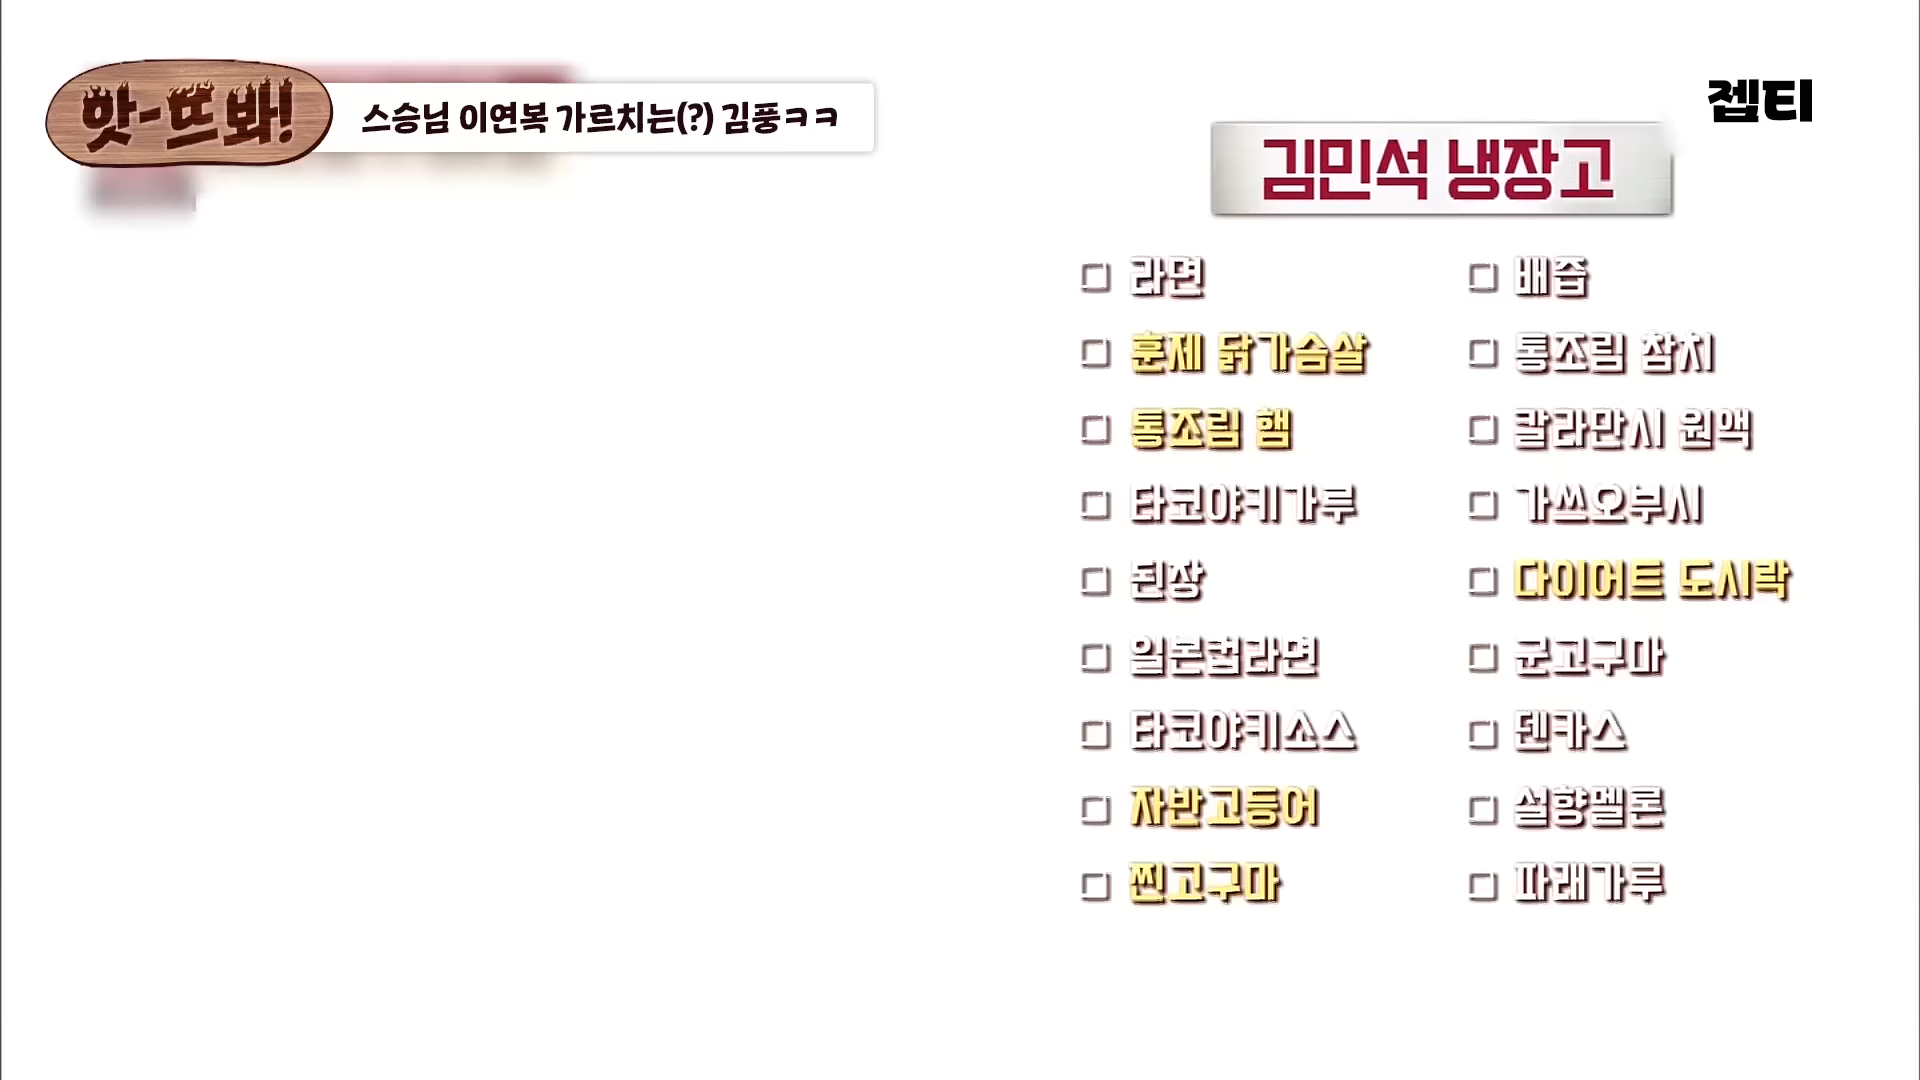 앗-뜨봐!
스승님 이연복 가르치는(?) 김풍ㅋㅋ
젭티
김민석 냉장고
□ 라면
□ 훈제 닭가슴살
□ 통조림 햄
□ 타코야키가루
□ 된장
□ 일본컵라면
□ 타코야키소스
□ 자반고등어
□ 찐고구마
□ 배즙
□ 통조림 참치
□ 칼라만시 원액
□ 가쓰오부시
□ 다이어트 도시락
□ 군고구마
□ 덴카스
□ 설향멜론
□ 파래가루